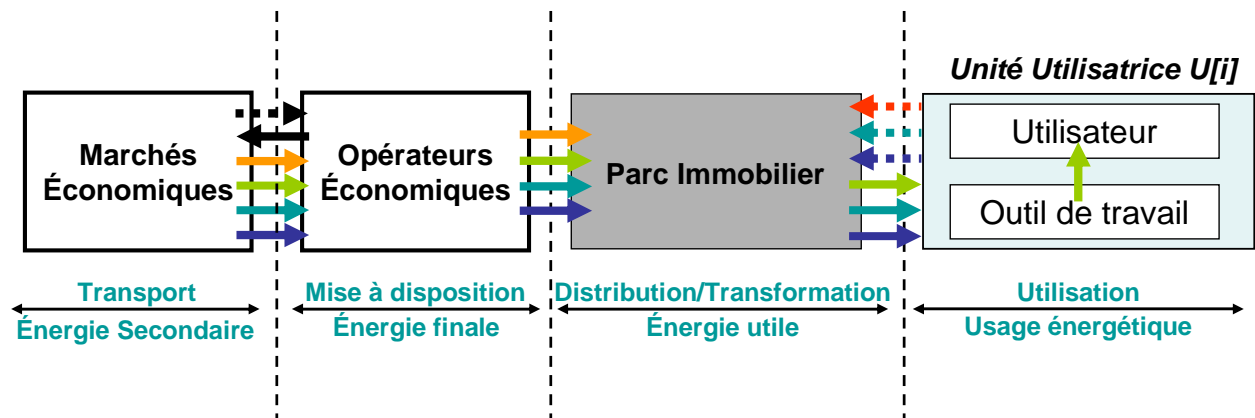 Unité Utilisatrice U[i]
Marchés
Économiques
Opérateurs
Économiques
Parc Immobilier
Utilisateur
Outil de travail
Transport
Énergie Secondaire
Mise à disposition
Énergie finale
Distribution/Transformation
Énergie utile
Utilisation
Usage énergétique